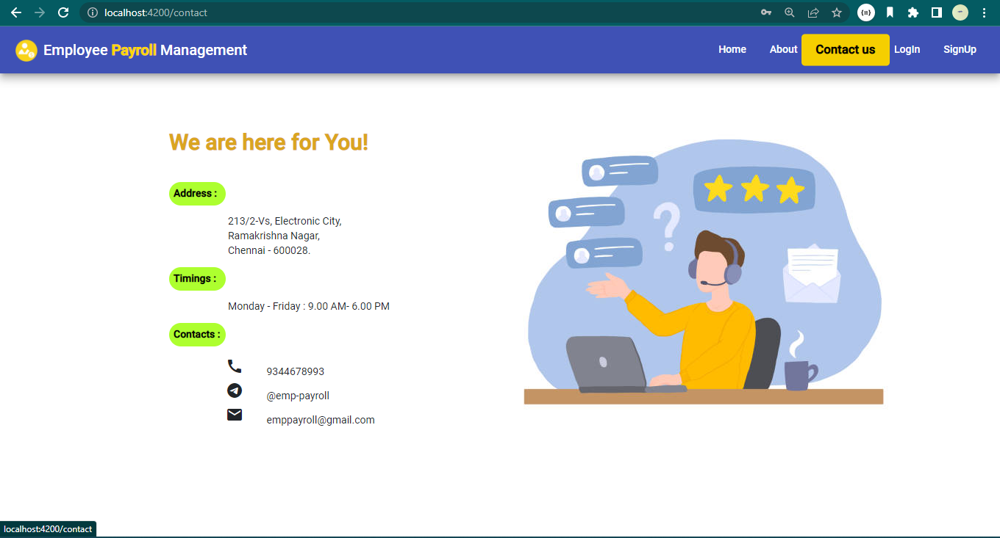 localhost:4200/contact
Employee Payroll Management
Home About Contact us LogIn SignUp
We are here for You!
Address :
213/2-Vs, Electronic City,
Ramakrishna Nagar,
Chennai - 600028.
Timings :
Monday - Friday : 9.00 AM- 6.00 PM
Contacts :
9344678993
@emp-payroll
emppayroll@gmail.com
?
localhost:4200/contact